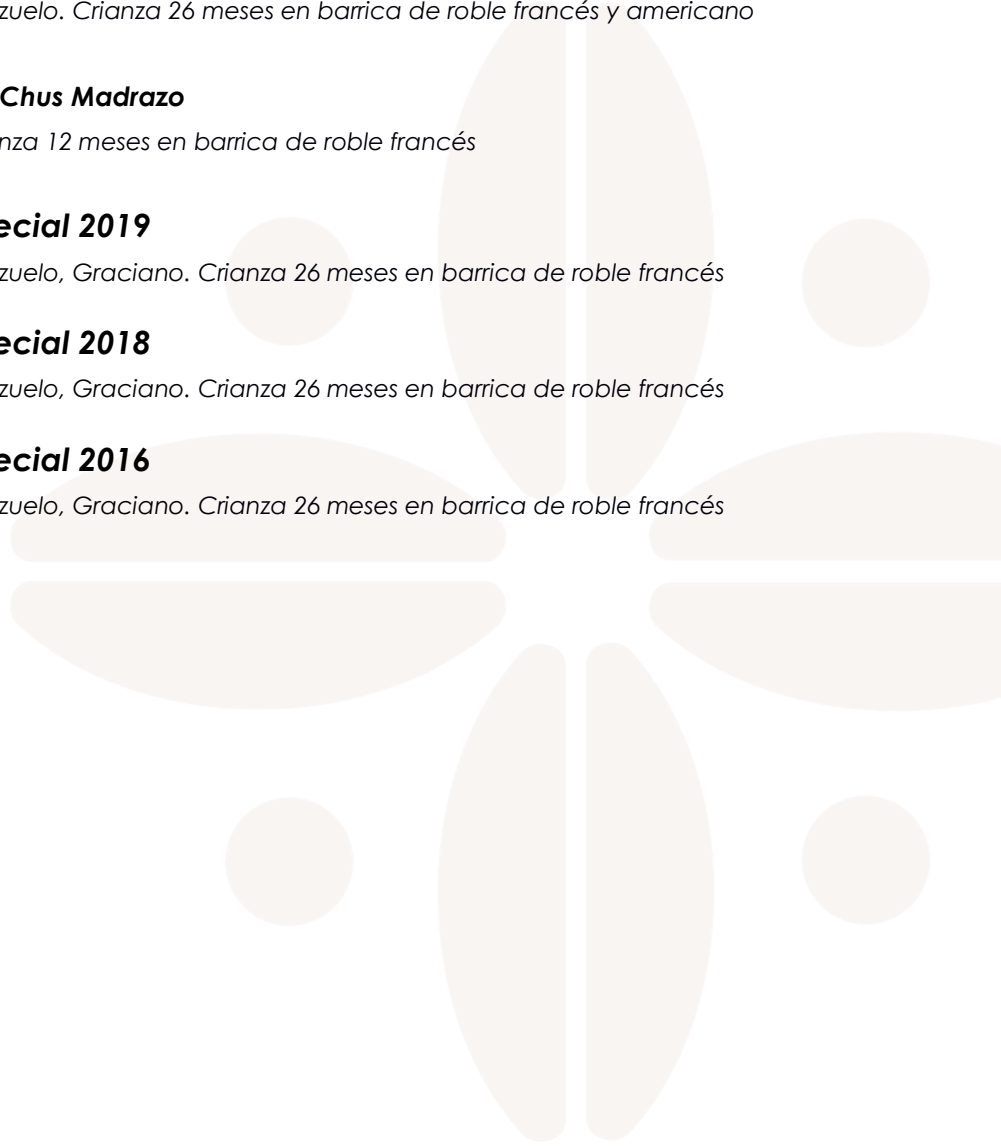 zuelo. Crianza 26 meses en barrica de roble francés y americano
Chus Madrazo
nza 12 meses en barrica de roble francés
ecial 2019
zuelo, Graciano. Crianza 26 meses en barrica de roble francés
ecial 2018
zuelo, Graciano. Crianza 26 meses en barrica de roble francés
ecial 2016
zuelo, Graciano. Crianza 26 meses en barrica de roble francés